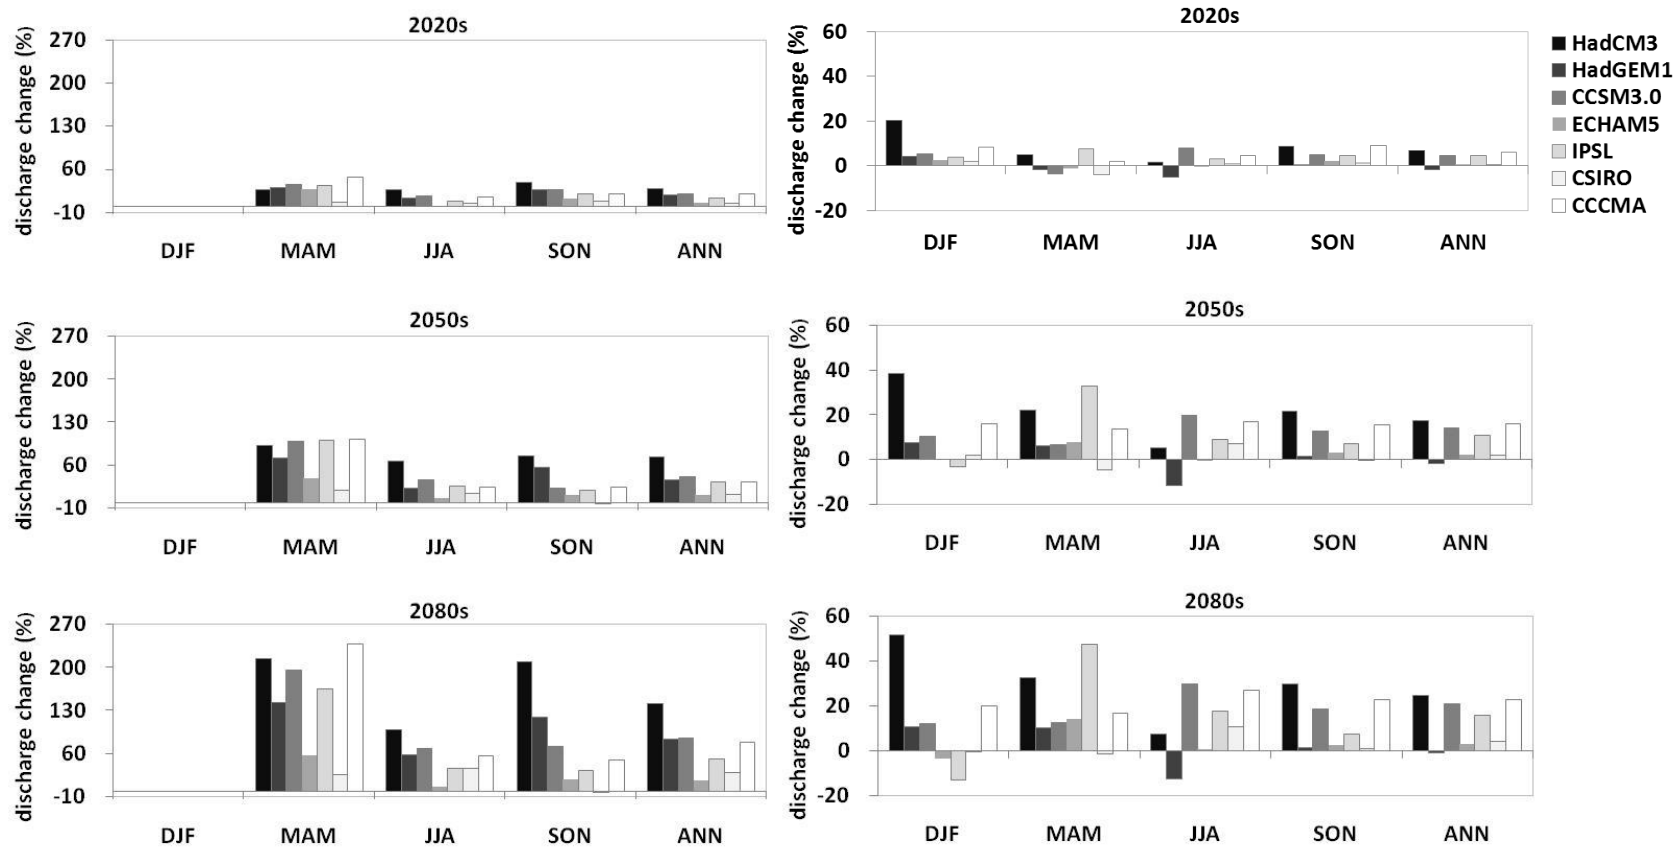 2020s
discharge change (%)
270
200
130
60
-10
DJF MAM JJA SON ANN
2020s
discharge change (%)
60
40
20
0
-20
DJF MAM JJA SON ANN
HadCM3
HadGEM1
CCSM3.0
ECHAM5
IPSL
CSIRO
CCCMA
2050s
discharge change (%)
270
200
130
60
-10
DJF MAM JJA SON ANN
2050s
discharge change (%)
60
40
20
0
-20
DJF MAM JJA SON ANN
2080s
discharge change (%)
270
200
130
60
-10
DJF MAM JJA SON ANN
2080s
discharge change (%)
60
40
20
0
-20
DJF MAM JJA SON ANN